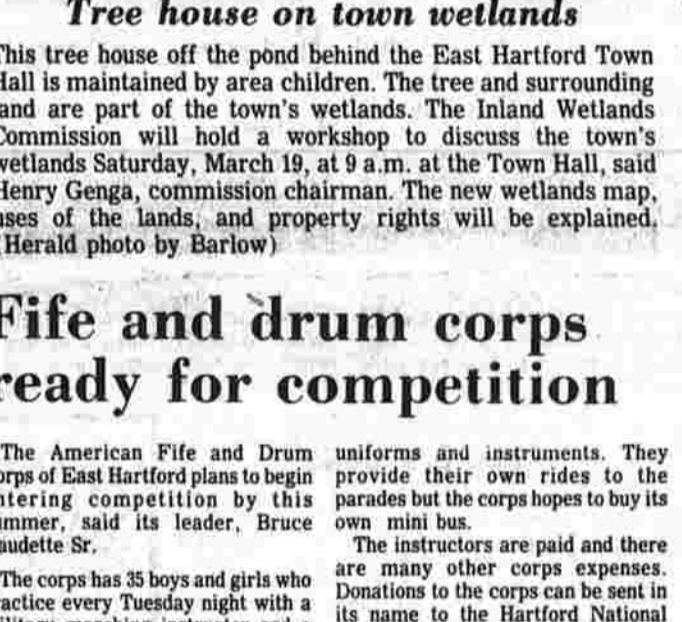 Tree house on town wetlands
This tree house off the pond behind the East Hartford Town
Hall is maintained by area children. The tree and surrounding
land are part of the town's wetlands. The Inland Wetlands
Commission will hold a workshop to discuss the town's
wetlands Saturday, March 19, at 9 a.m. at the Town Hall, said
Henry Genga, commission chairman. The new wetlands map,
uses of the lands, and property rights will be explained.
(Herald photo by Barlow)
Fife and drum corps
ready for competition
The American Fife and Drum
orps of East Hartford plans to begin
ntering competition by this
ummer, said its leader, Bruce
audette Sr.
The corps has 35 boys and girls who
actice every Tuesday night with a
uniforms and instruments. They
provide their own rides to the
parades but the corps hopes to buy its
own mini bus.
The instructors are paid and there
are many other corps expenses.
Donations to the corps can be sent in
its name to the Hartford National